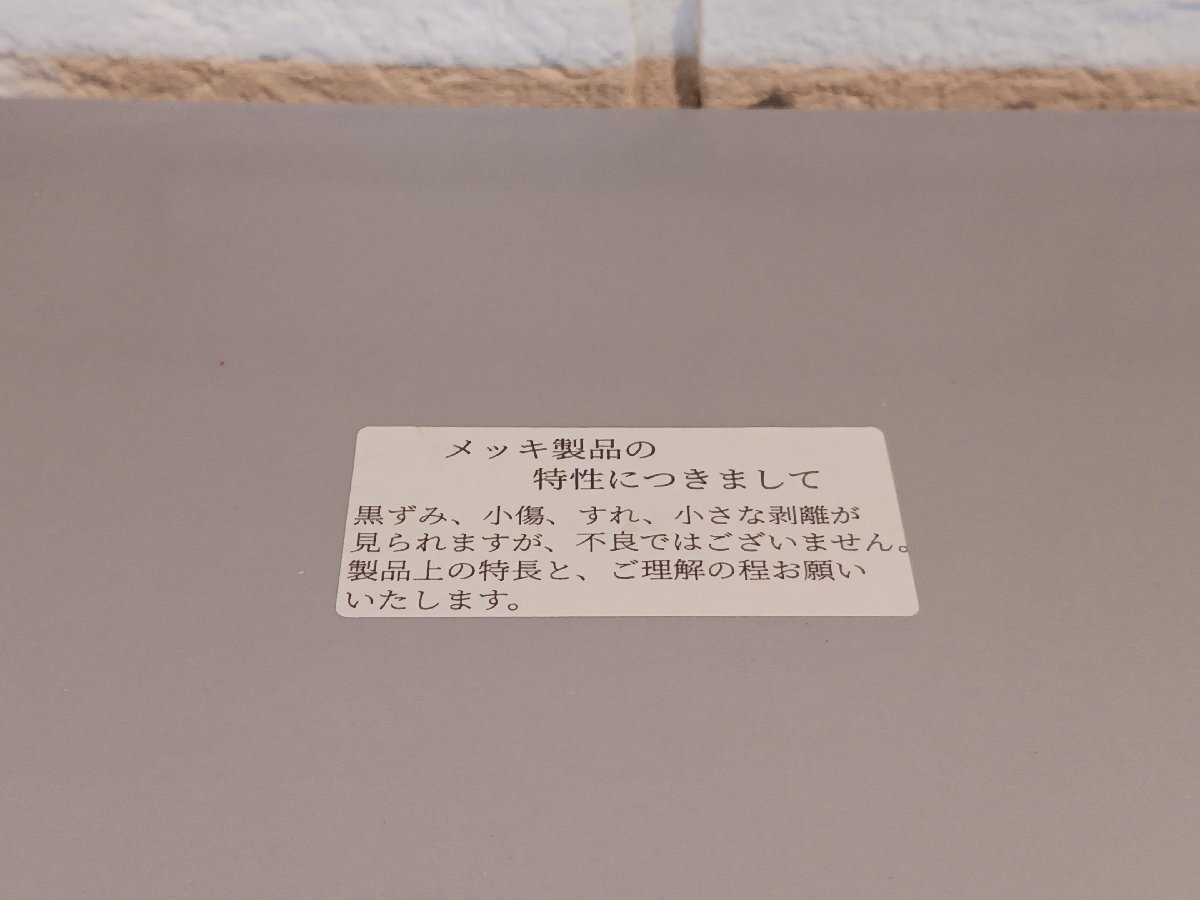 メッキ製品の
特性につきまして
黒ずみ、小傷、すれ、小さな剥離が
見られますが、不良ではございません。
製品上の特長と、ご理解の程お願い
いたします。